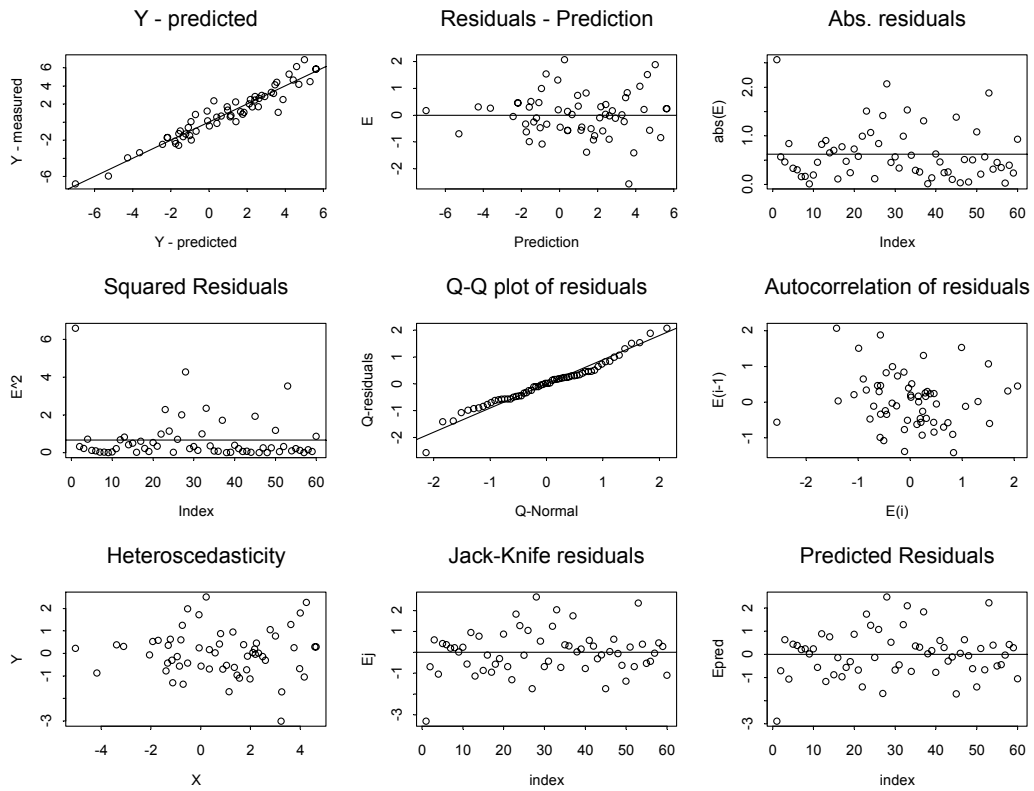 Y - predicted
Residuals - Prediction
Abs. residuals
Y - measured
-6 -2 2 4 6
-6 -4 -2 0 2 4 6
Y - predicted
E
-2 -1 0 1 2
-6 -4 -2 0 2 4 6
Prediction
abs(E)
0.0 1.0 2.0
0 10 20 30 40 50 60
Index
Squared Residuals
Q-Q plot of residuals
Autocorrelation of residuals
E^2
0 2 4 6
0 10 20 30 40 50 60
Index
Q-residuals
-2 -1 0 1 2
-2 -1 0 1 2
Q-Normal
E(i-1)
-1 0 1 2
-2 -1 0 1 2
E(i)
Heteroscedasticity
Jack-Knife residuals
Predicted Residuals
Y
-3 -1 0 1 2
-4 -2 0 2 4
X
Ej
-3 -1 0 1 2
0 10 20 30 40 50 60
index
Epred
-3 -1 0 1 2
0 10 20 30 40 50 60
index